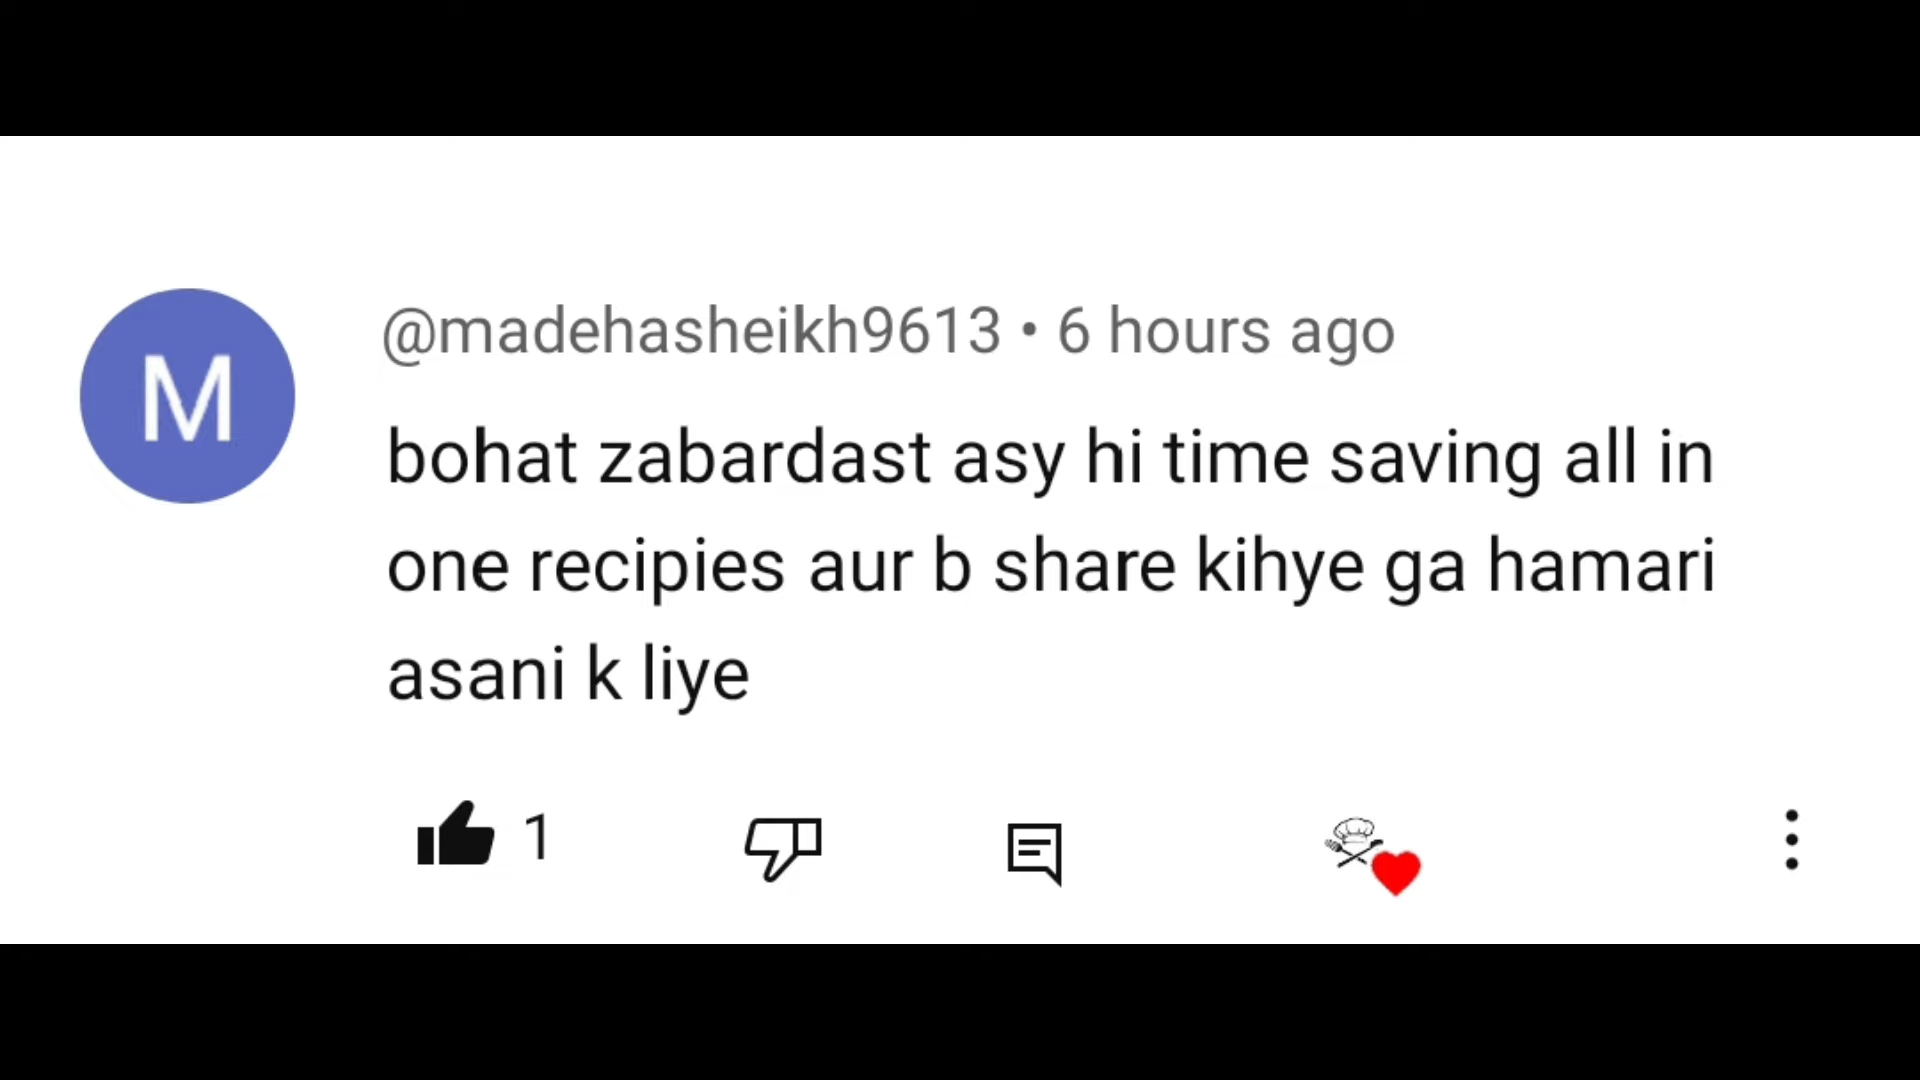 M
@madehasheikh9613 • 6 hours ago
bohat zabardast asy hi time saving all in
one recipies aur b share kihye ga hamari
asani k liye
1